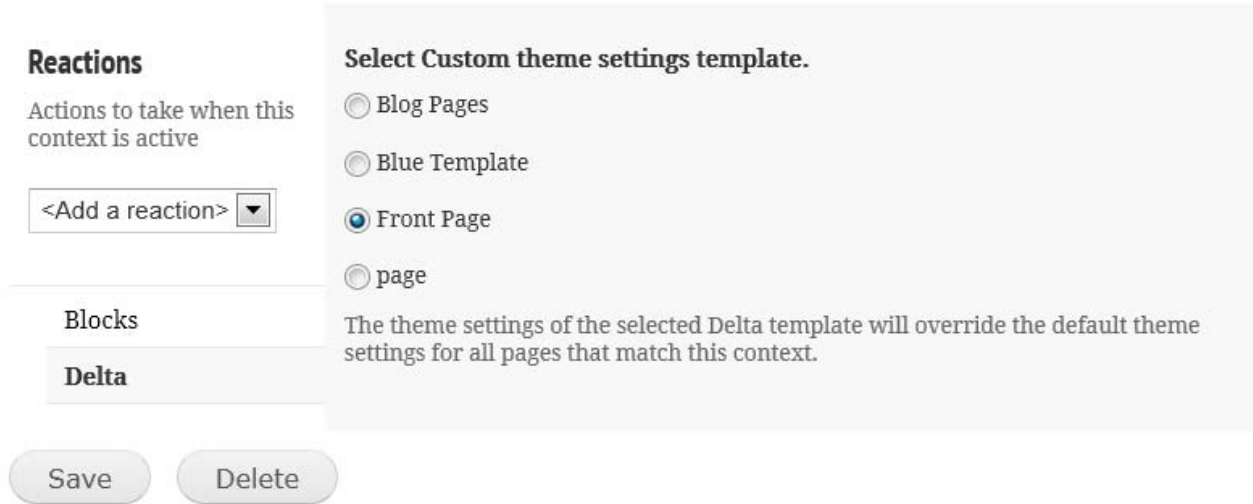 Reactions
Actions to take when this
context is active
<Add a reaction>
Blocks
Delta
Select Custom theme settings template.
Blog Pages
Blue Template
Front Page
page
The theme settings of the selected Delta template will override the default theme
settings for all pages that match this context.
Save
Delete